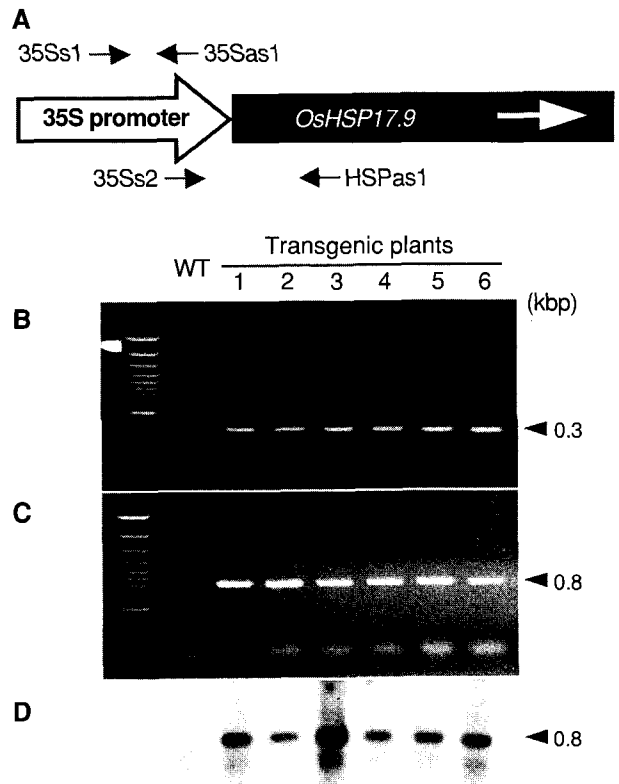 A
35Ss1 35Sas1
35S promoter OsHSP17.9
35Ss2 HSPas1
Transgenic plants
WT 1 2 3 4 5 6
(kbp)
B
0.3
C
0.8
D
0.8